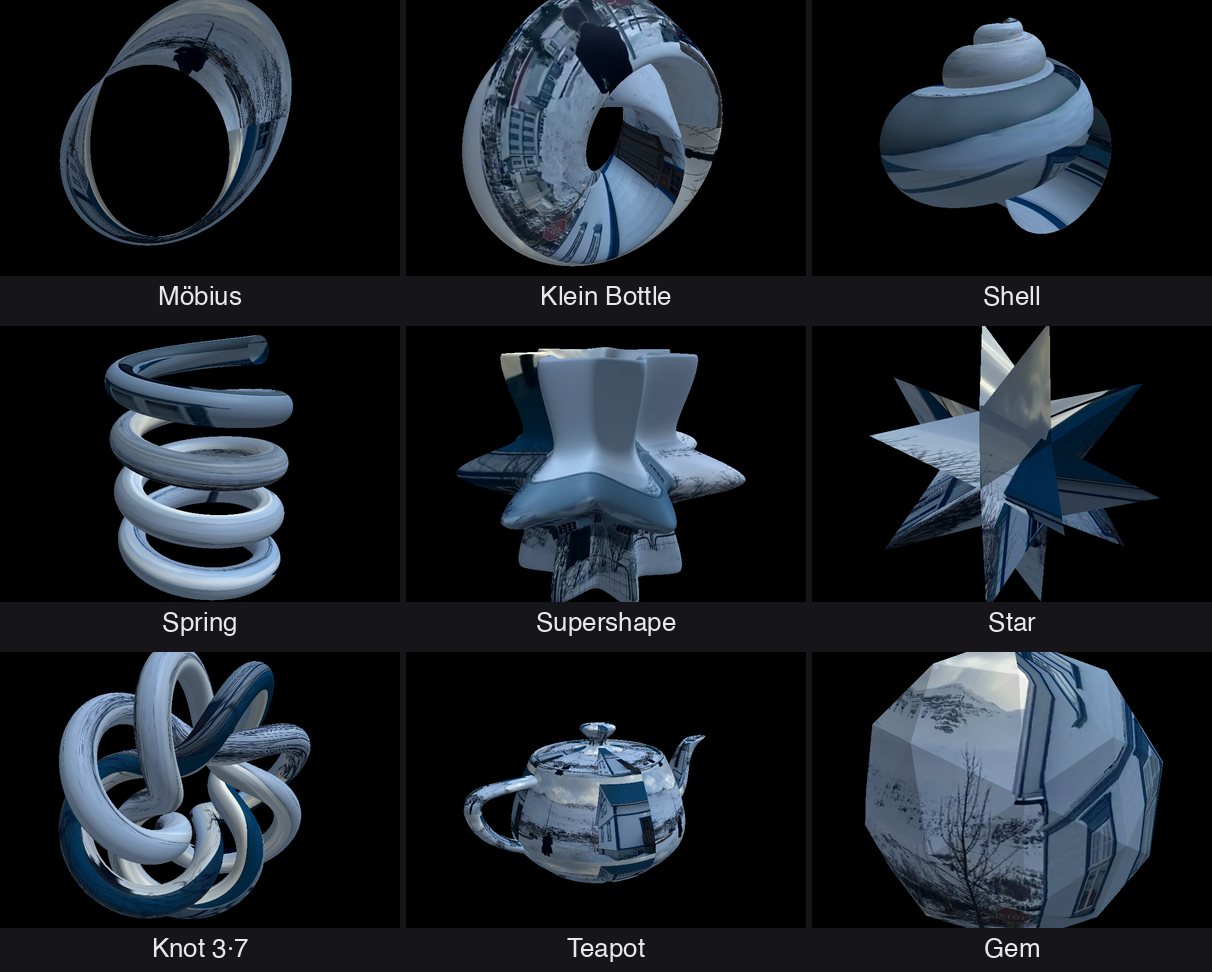 Möbius
Klein Bottle
Shell
Spring
Supershape
Star
Knot 3·7
Teapot
Gem